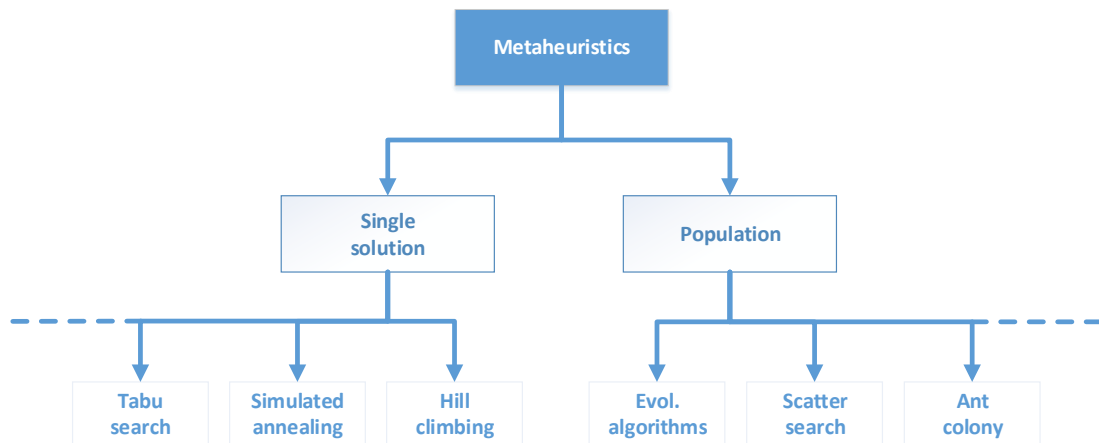 Metaheuristics
Single
solution
Population
Tabu
search
Simulated
annealing
Hill
climbing
Evol.
algorithms
Scatter
search
Ant
colony